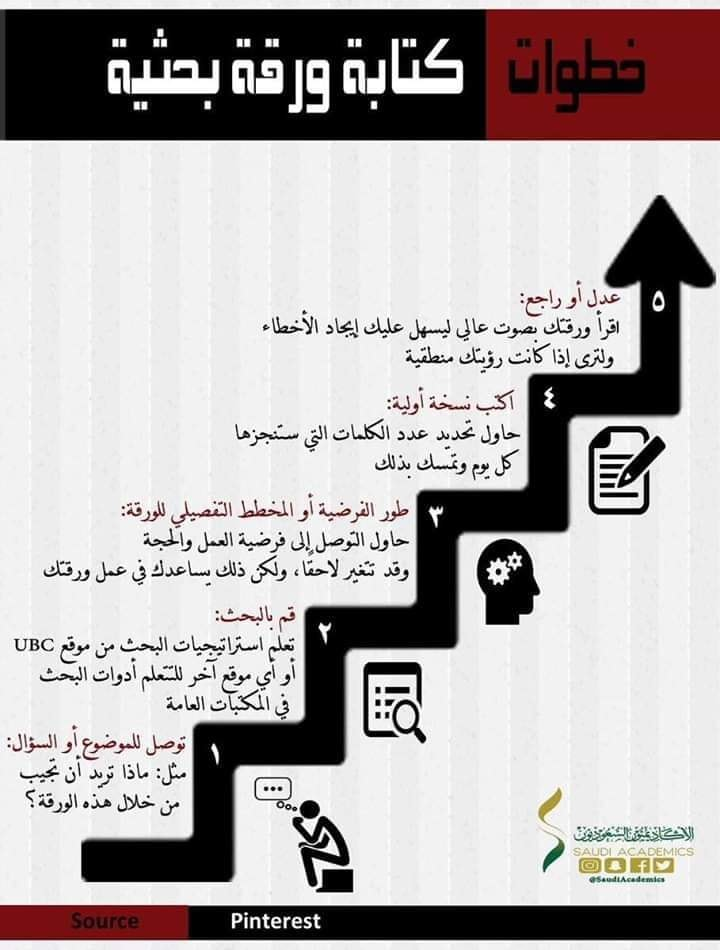 خطوات كتابة ورقة بحثية
٥
عدل أو راجع:
اقرأ ورقتك بصوت عالي ليسهل عليك إيجاد الأخطاء
ولترى إذا كانت رؤيتك منطقية
٤
اكتب نسخة أولية:
حاول تحديد عدد الكلمات التي ستنجزها
كل يوم وتمسك بذلك
٣
طور الفرضية أو المخطط التفصيلي للورقة:
حاول التوصل إلى فرضية العمل والحجة
وقد تتغير لاحقًا، ولكن ذلك يساعدك في عمل ورقتك
٢
قم بالبحث:
تعلم استراتيجيات البحث من موقع UBC
أو أي موقع آخر للتتعلم أدوات البحث
في المكتبات العامة
١
توصل للموضوع أو السؤال:
مثل: ماذا تريد أن تجيب
من خلال هذه الورقة؟
الأكاديميون السعوديون
SAUDI ACADEMICS
@SaudiAcademics
Source Pinterest